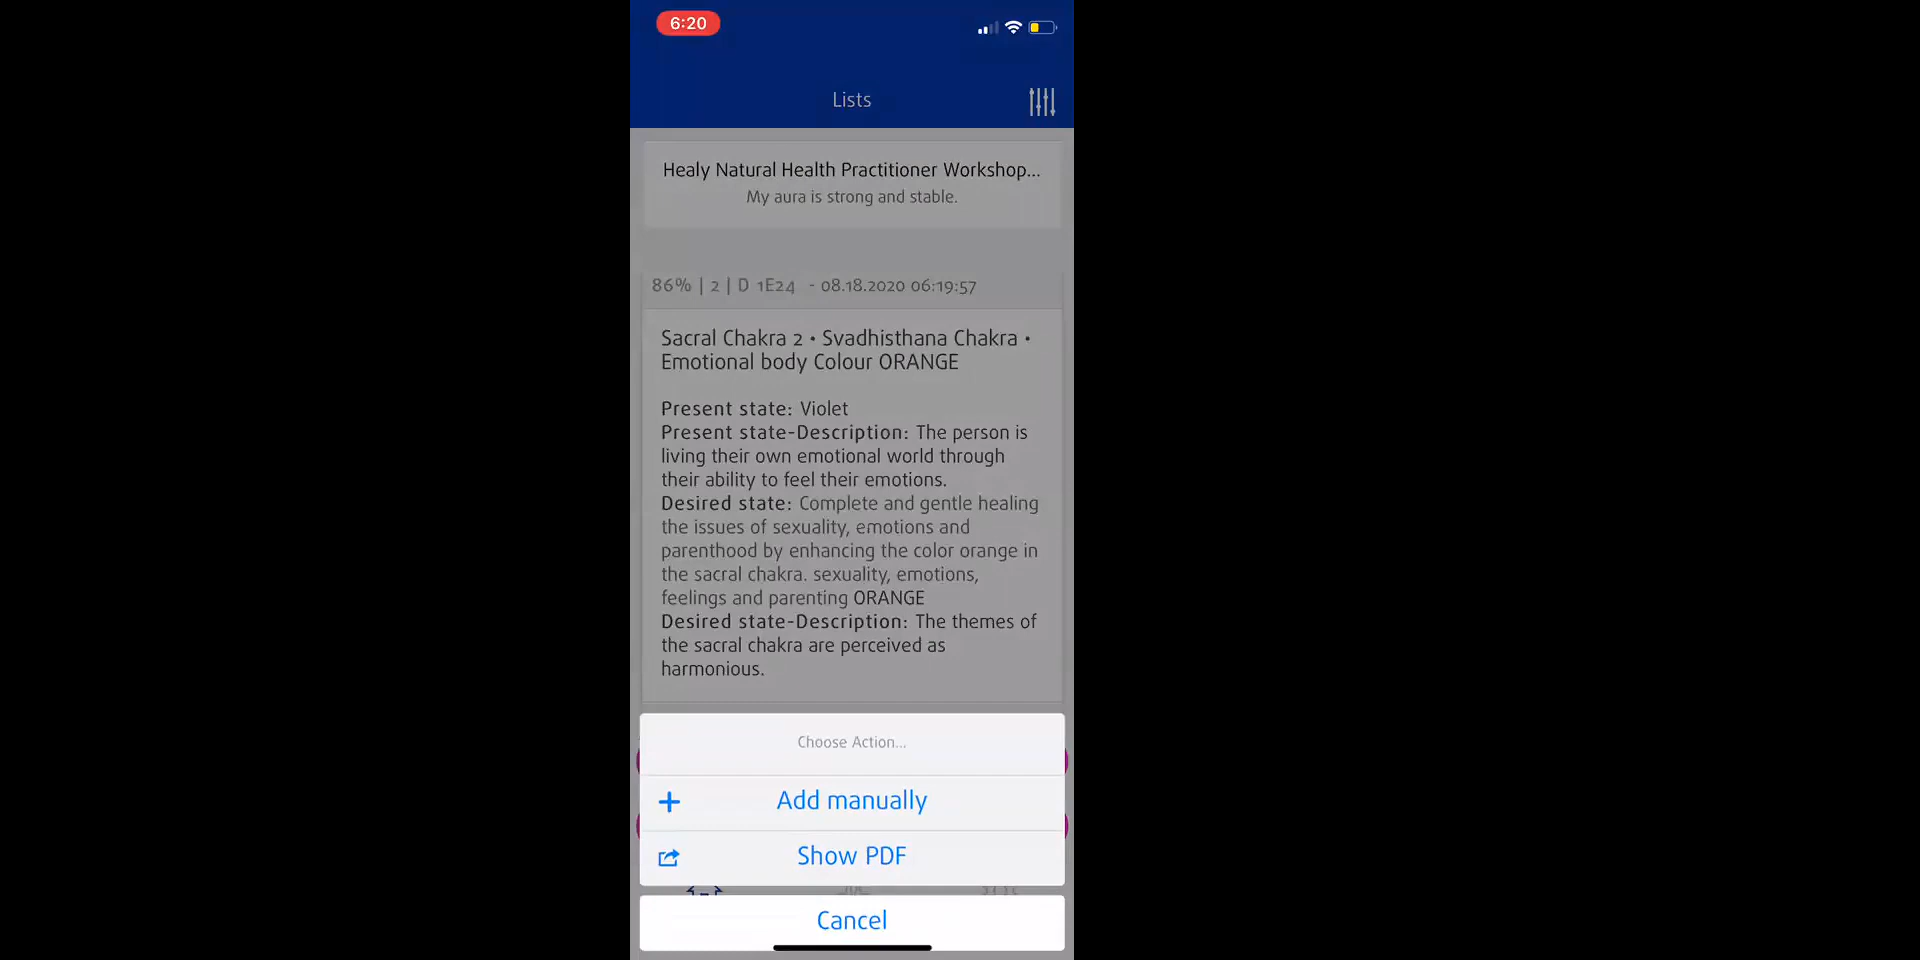 6:20
Lists
Healy Natural Health Practitioner Workshop...
My aura is strong and stable.
86% | 2 | D 1E24 - 08.18.2020 06:19:57
Sacral Chakra 2 • Svadhisthana Chakra •
Emotional body Colour ORANGE
Present state: Violet
Present state-Description: The person is
living their own emotional world through
their ability to feel their emotions.
Desired state: Complete and gentle healing
the issues of sexuality, emotions and
parenthood by enhancing the color orange in
the sacral chakra. sexuality, emotions,
feelings and parenting ORANGE
Desired state-Description: The themes of
the sacral chakra are perceived as
harmonious.
Choose Action...
Add manually
Show PDF
Cancel